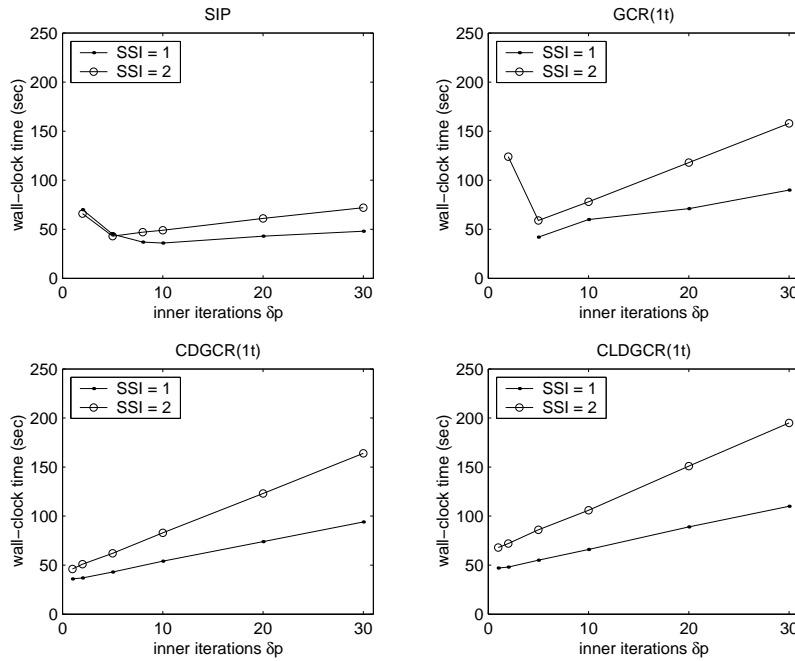 SIP
250
200
150
100
50
0
wall−clock time (sec)
SSI = 1
SSI = 2
0
10
20
30
inner iterations δp
GCR(1t)
250
200
150
100
50
0
wall−clock time (sec)
SSI = 1
SSI = 2
0
10
20
30
inner iterations δp
CDGCR(1t)
250
200
150
100
50
0
wall−clock time (sec)
SSI = 1
SSI = 2
0
10
20
30
inner iterations δp
CLDGCR(1t)
250
200
150
100
50
0
wall−clock time (sec)
SSI = 1
SSI = 2
0
10
20
30
inner iterations δp